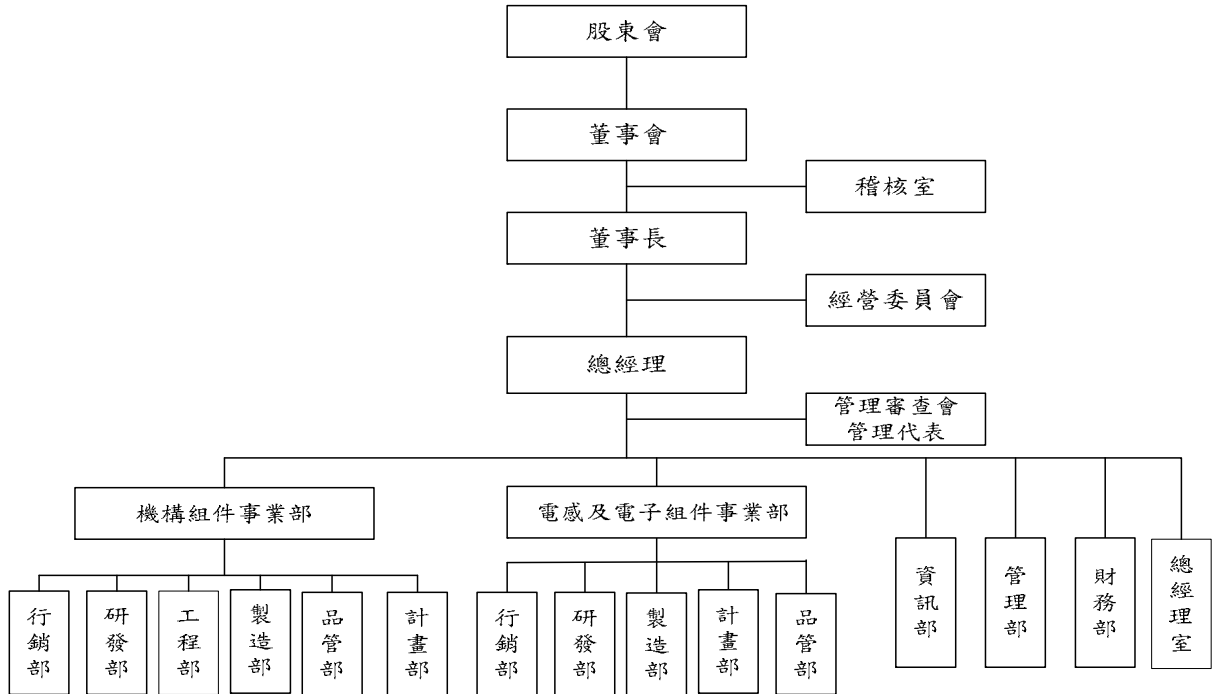 股東會
董事會
稽核室
董事長
經營委員會
總經理
管理審查會
管理代表
機構組件事業部
電感及電子組件事業部
資訊部
管理部
財務部
總經理室
行銷部
研發部
工程部
製造部
品管部
計畫部
行銷部
研發部
製造部
計畫部
品管部